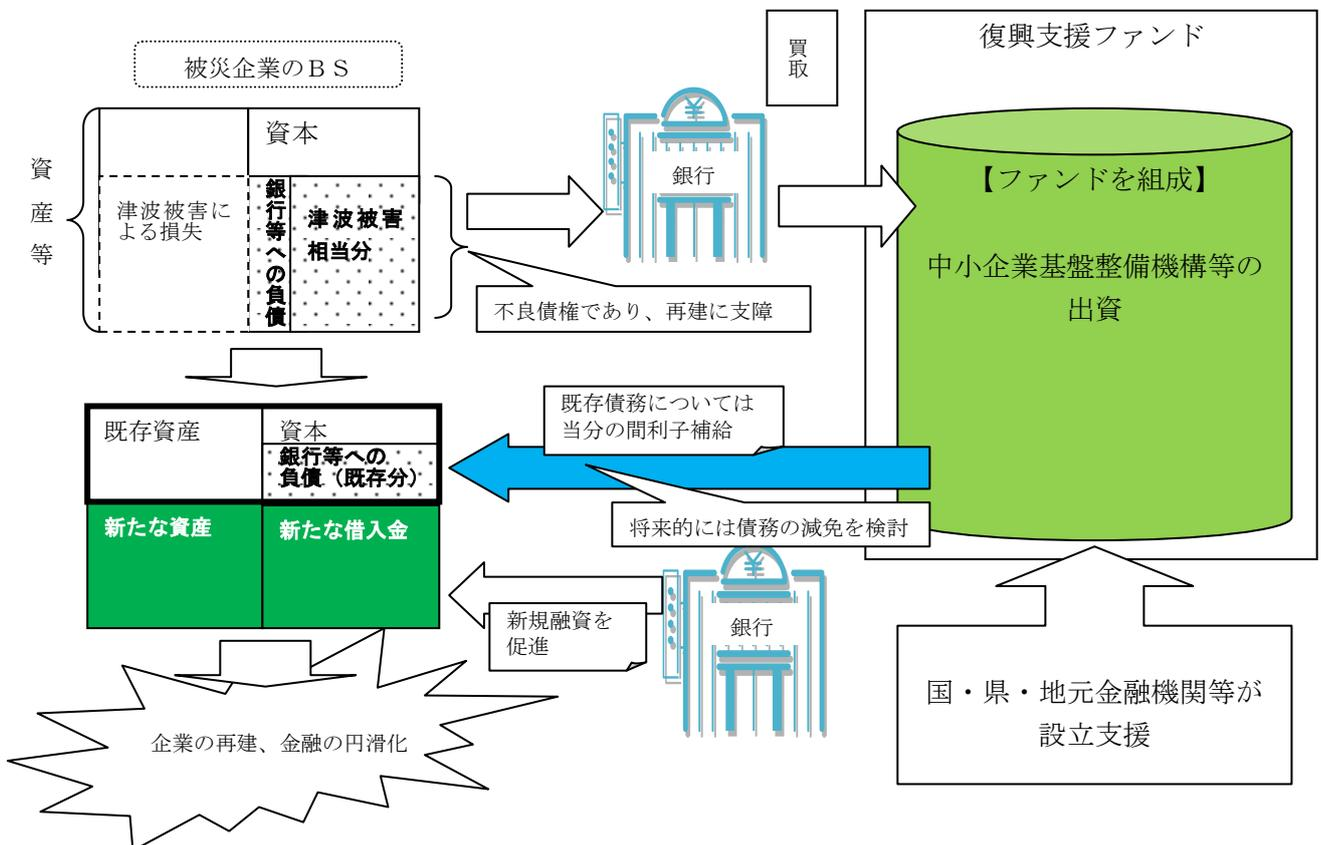 復興支援ファンド
買取
被災企業のＢＳ
資本
資産等
津波被害に
よる損失
銀行等への負債
津波被害
相当分
銀行
【ファンドを組成】
中小企業基盤整備機構等の
出資
不良債権であり、再建に支障
既存債務については
当分の間利子補給
既存資産
資本
銀行等への
負債（既存分）
将来的には債務の減免を検討
新たな資産
新たな借入金
新規融資を
促進
銀行
国・県・地元金融機関等が
設立支援
企業の再建、金融の円滑化